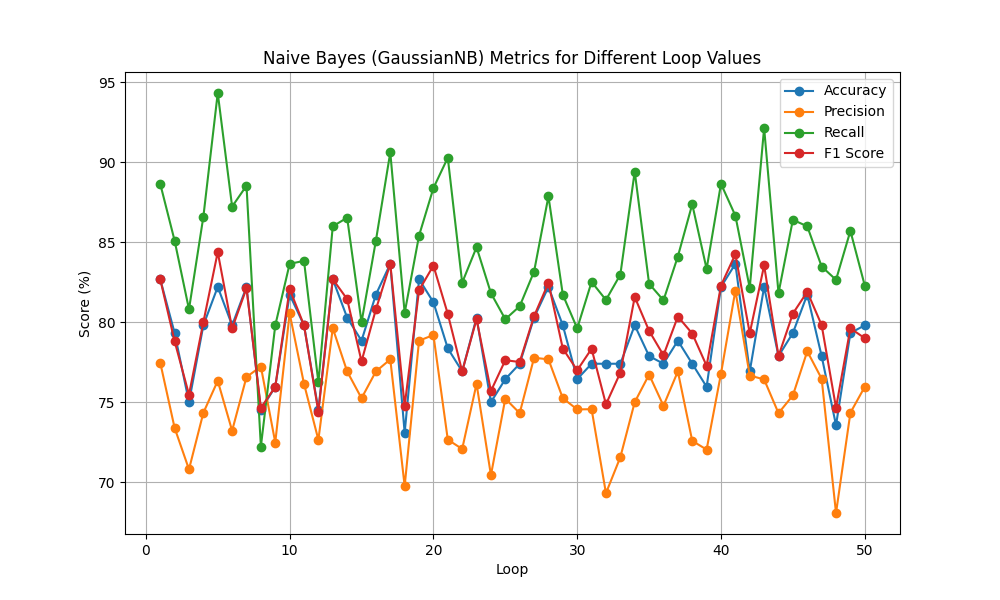 Naive Bayes (GaussianNB) Metrics for Different Loop Values
Accuracy
Precision
Recall
F1 Score
Score (%)
95
90
85
80
75
70
0 10 20 30 40 50
Loop